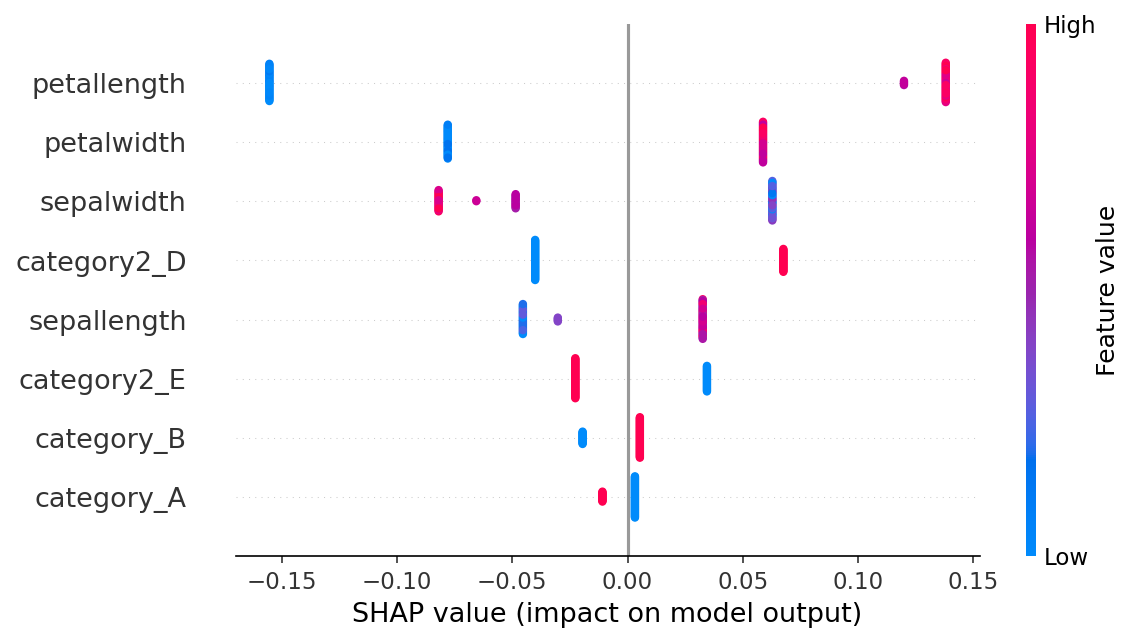 High
petallength
petalwidth
sepalwidth
category2_D
sepallength
category2_E
category_B
category_A
Feature value
Low
−0.15 −0.10 −0.05 0.00 0.05 0.10 0.15
SHAP value (impact on model output)